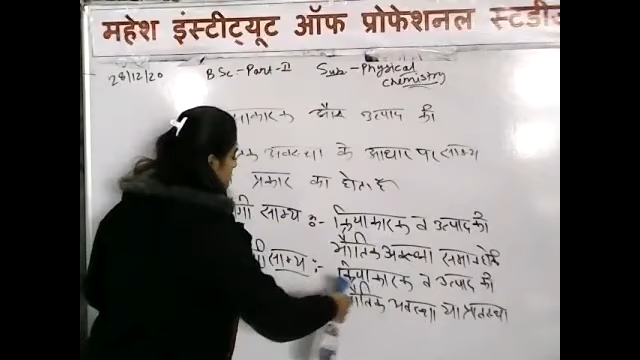 महेश इंस्टीट्यूट ऑफ प्रोफेशनल स्टडीज
28/12/20 BSc-Part-II Sub-Physical Chemistry
और उत्पाद की
अवस्था के आधार पर साम्य
प्रकार का होता है
साम्य :- क्रियाकारक व उत्पाद की
भौतिक अवस्था समान होती
साम्य :- क्रियाकारक व उत्पाद की
भौतिक अवस्था या प्रावस्था